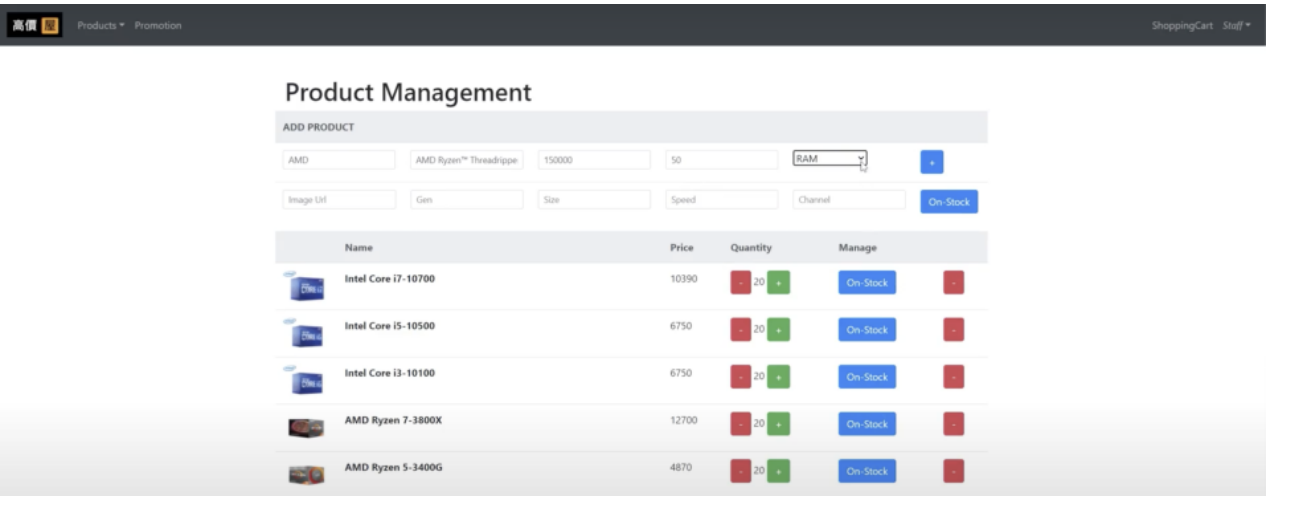 高價屋 Products Promotion ShoppingCart Staff
Product Management
ADD PRODUCT
AMD AMD Ryzen™ Threadrippe 150000 50 RAM +
Image Url Gen Size Speed Channel On-Stock
Name Price Quantity Manage
Intel Core i7-10700 10390 - 20 + On-Stock -
Intel Core i5-10500 6750 - 20 + On-Stock -
Intel Core i3-10100 6750 - 20 + On-Stock -
AMD Ryzen 7-3800X 12700 - 20 + On-Stock -
AMD Ryzen 5-3400G 4870 - 20 + On-Stock -